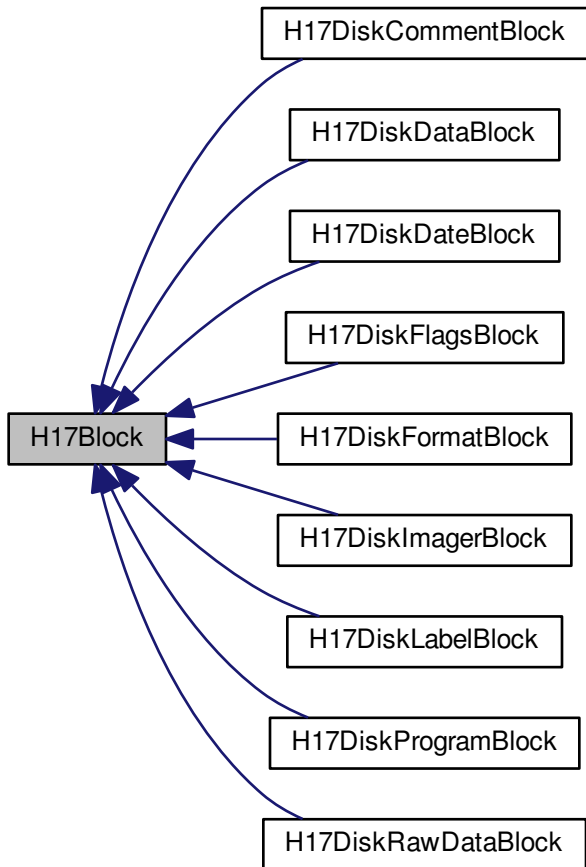 H17DiskCommentBlock
H17DiskDataBlock
H17DiskDateBlock
H17DiskFlagsBlock
H17Block
H17DiskFormatBlock
H17DiskImagerBlock
H17DiskLabelBlock
H17DiskProgramBlock
H17DiskRawDataBlock